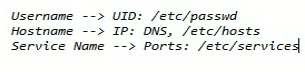 Username --> UID: /etc/passwd
Hostname --> IP: DNS, /etc/hosts
Service Name --> Ports: /etc/services